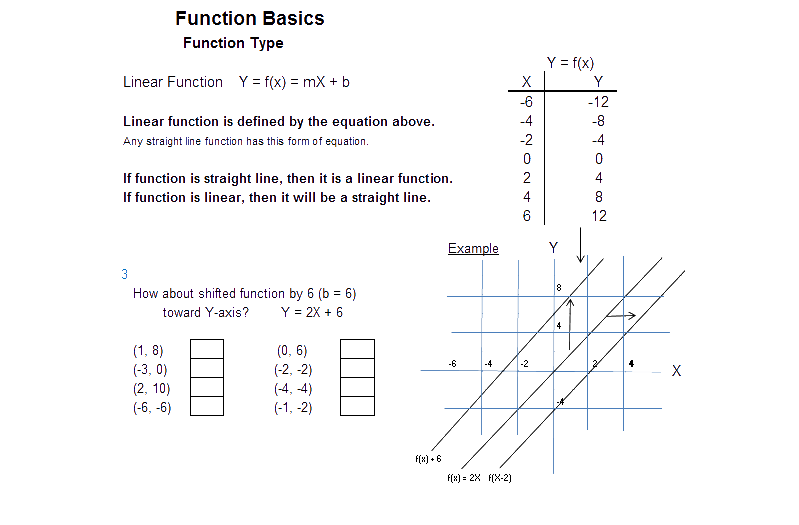 Function Basics
Function Type
Linear Function Y = f(x) = mX + b
Linear function is defined by the equation above.
Any straight line function has this form of equation.
If function is straight line, then it is a linear function.
If function is linear, then it will be a straight line.
Y = f(x)
X Y
-6 -12
-4 -8
-2 -4
0 0
2 4
4 8
6 12
3
How about shifted function by 6 (b = 6)
toward Y-axis? Y = 2X + 6
(1, 8) (0, 6)
(-3, 0) (-2, -2)
(2, 10) (-4, -4)
(-6, -6) (-1, -2)
Example Y
8
4
-6 -4 -2 2 4 X
-4
f(x) + 6
f(x) = 2X f(X-2)